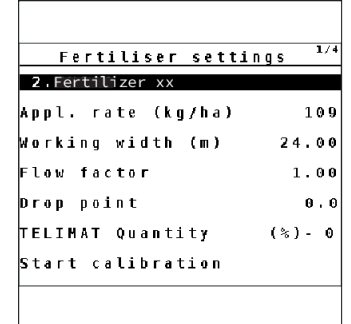 Fertiliser settings 1/4
2.Fertilizer xx
Appl. rate (kg/ha) 109
Working width (m) 24.00
Flow factor 1.00
Drop point 0.0
TELIMAT Quantity (%)- 0
Start calibration